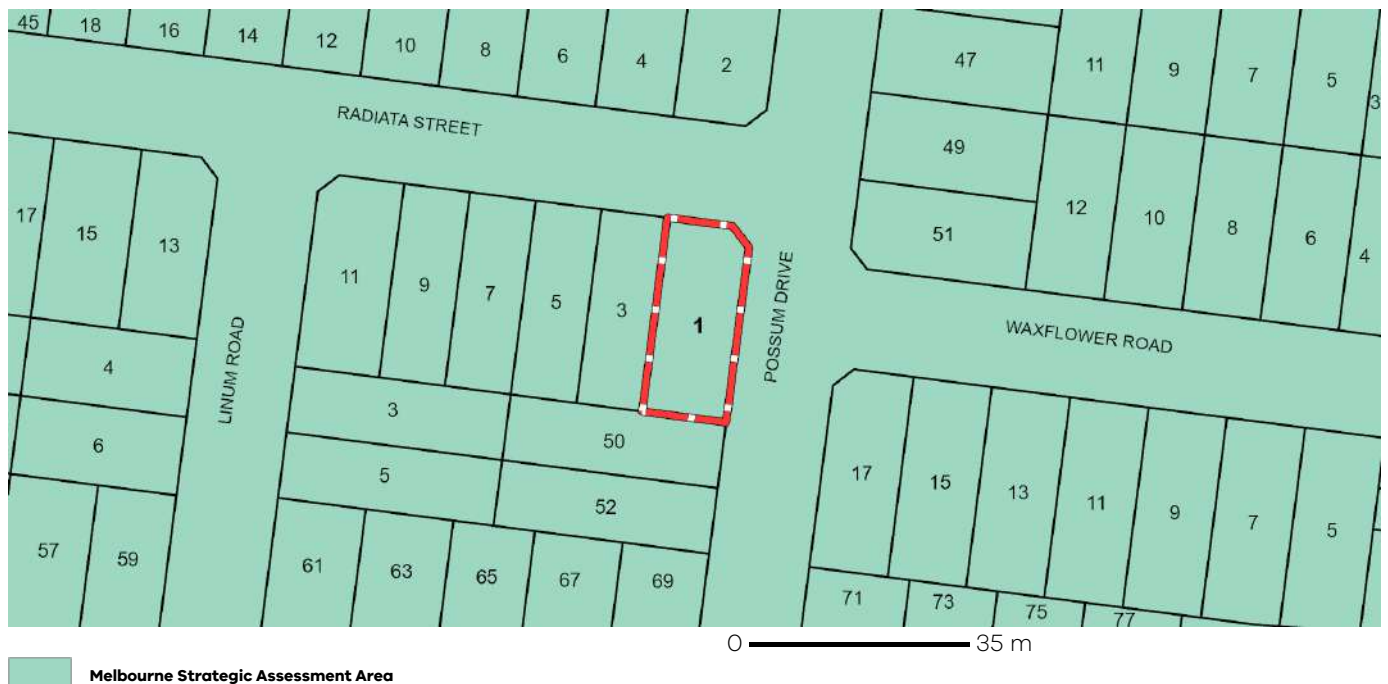 45 18 16 14 12 10 8 6 4 2
47 11 9 7 5 3
RADIATA STREET
49
17 15 13
11 9 7 5 3 1
51 12 10 8 6 4
POSSUM DRIVE
WAXFLOWER ROAD
LINUM ROAD
4
3 50
6
5 52
17 15 13 11 9 7 5
57 59
61 63 65 67 69
71 73 75 77
0 35 m
Melbourne Strategic Assessment Area